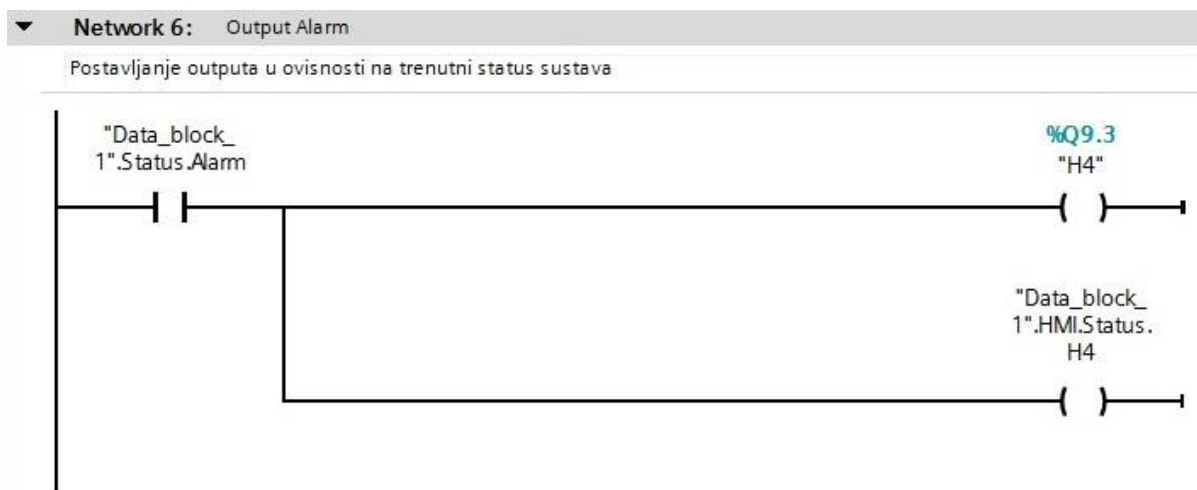 Network 6: Output Alarm
Postavljanje outputa u ovisnosti na trenutni status sustava
"Data_block_
1".Status.Alarm
%Q9.3
"H4"
"Data_block_
1".HMI.Status.
H4